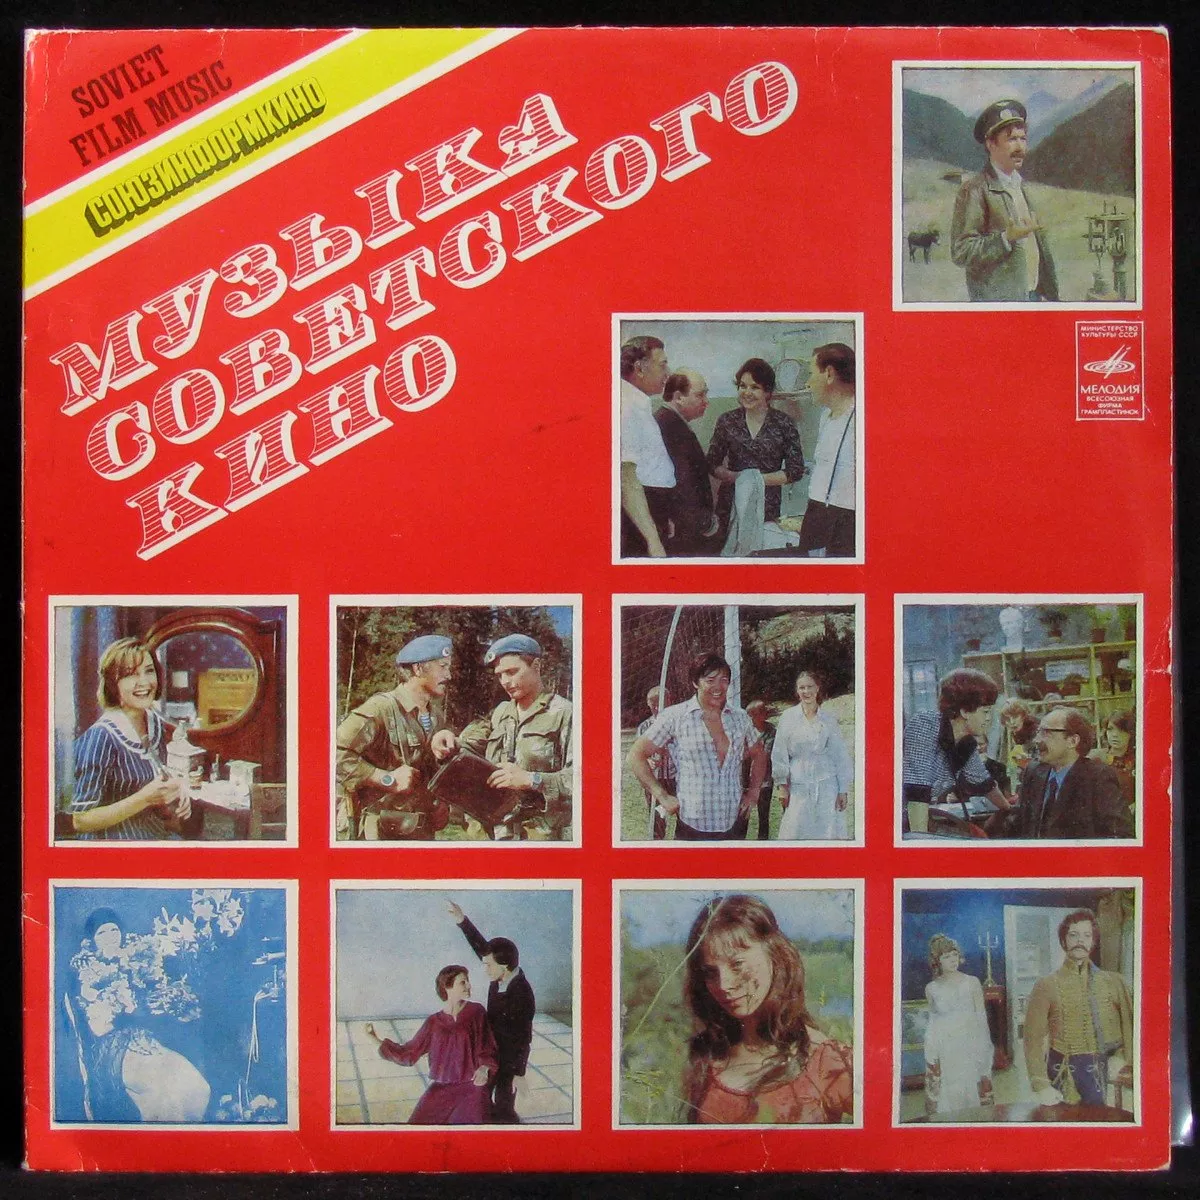 SOVIET
FILM MUSIC
СОЮЗИНФОРМКИНО
МУЗЫКА
СОВЕТСКОГО
КИНО
МИНИСТЕРСТВО
КУЛЬТУРЫ СССР
МЕЛОДИЯ
ВСЕСОЮЗНАЯ
ФИРМА
ГРАМПЛАСТИНОК